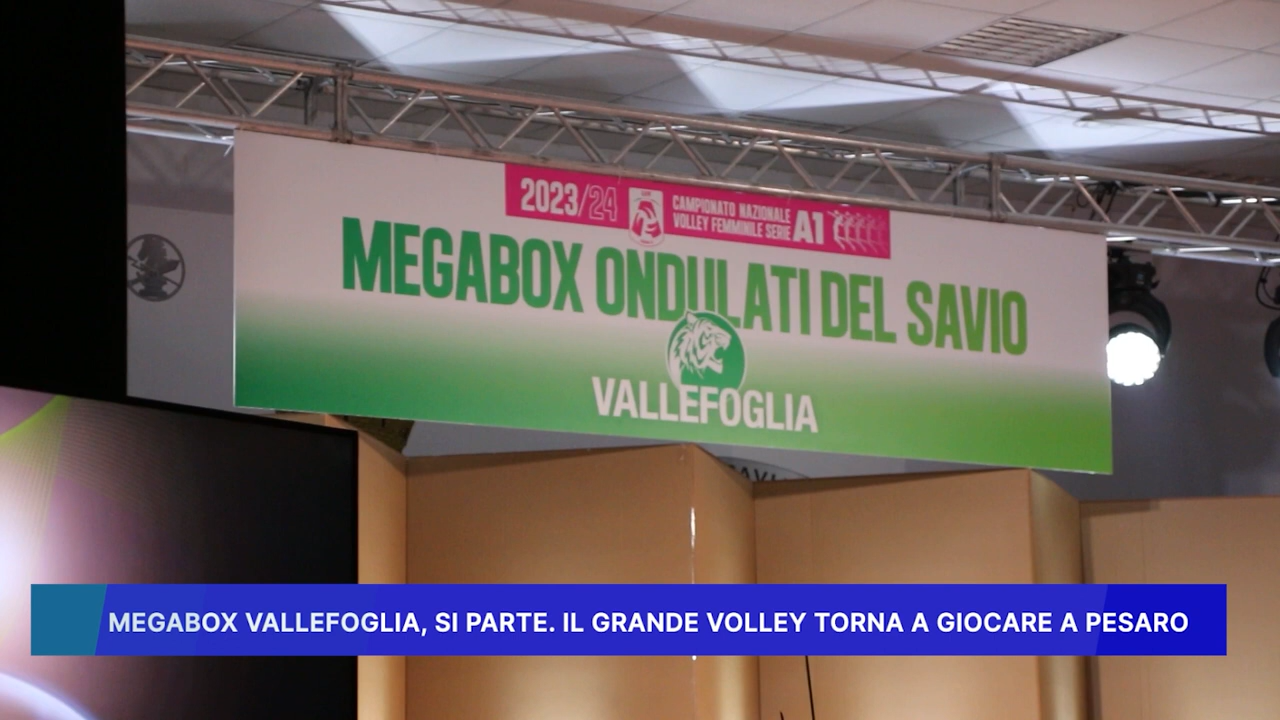 2023/24
CAMPIONATO NAZIONALE
VOLLEY FEMMINILE SERIE A1
MEGABOX ONDULATI DEL SAVIO
VALLEFOGLIA
MEGABOX VALLEFOGLIA, SI PARTE. IL GRANDE VOLLEY TORNA A GIOCARE A PESARO